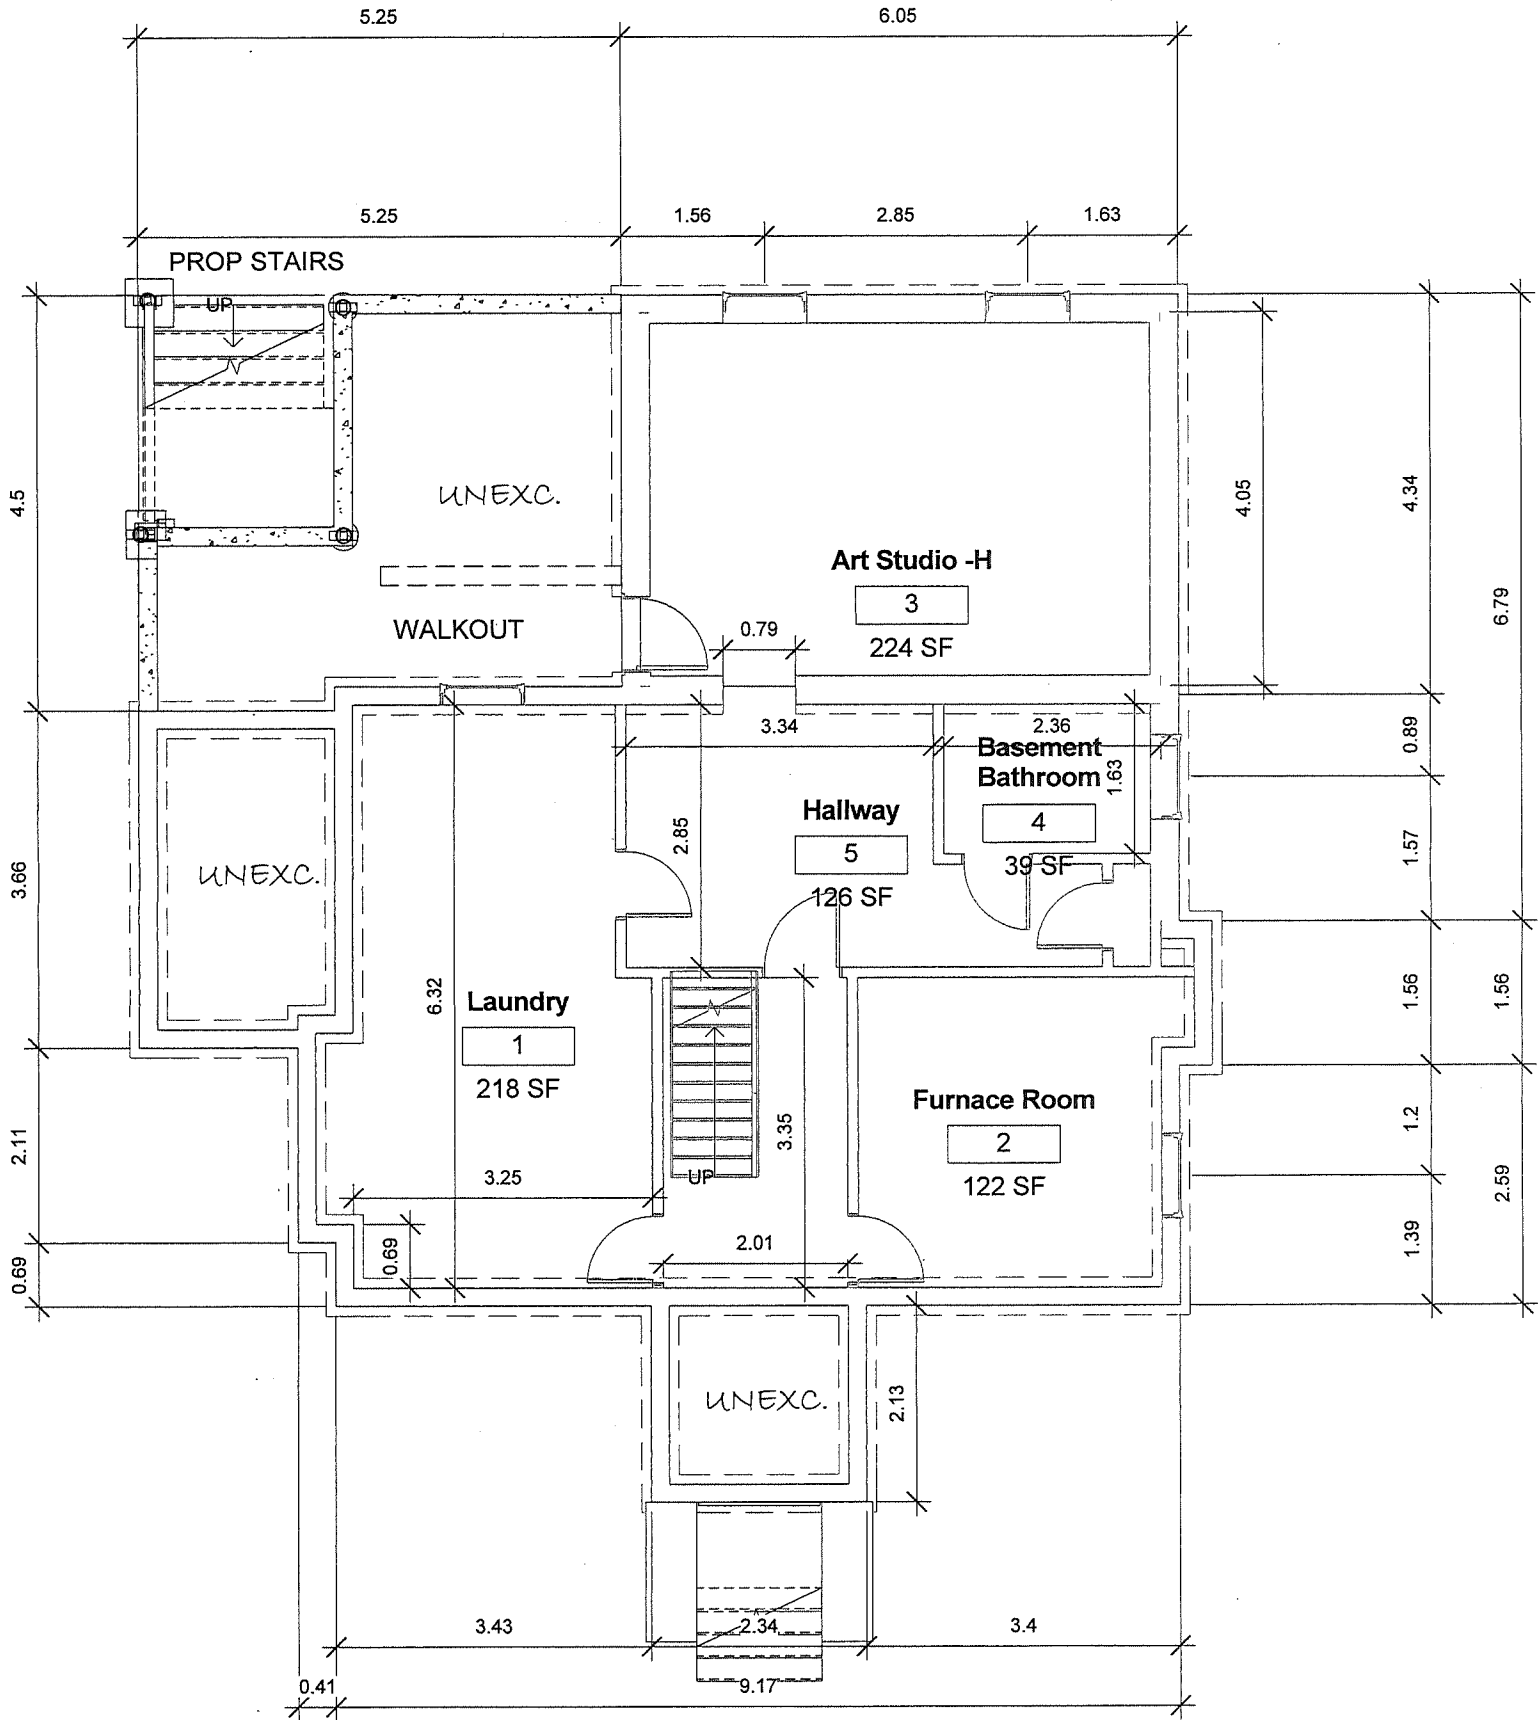 5.25
6.05
5.25
1.56
2.85
1.63
PROP STAIRS
UP
4.5
UNEXC.
4.05
4.34
6.79
Art Studio -H
3
224 SF
WALKOUT
0.79
3.34
2.36
0.89
Basement
Bathroom
1.63
4
39 SF
Hallway
5
126 SF
2.85
1.57
UNEXC.
3.66
6.32
Laundry
1
218 SF
1.56
1.56
Furnace Room
2
122 SF
3.35
1.2
2.11
UP
3.25
2.59
2.01
0.69
1.39
0.69
UNEXC.
2.13
3.43
2.34
3.4
0.41
9.17